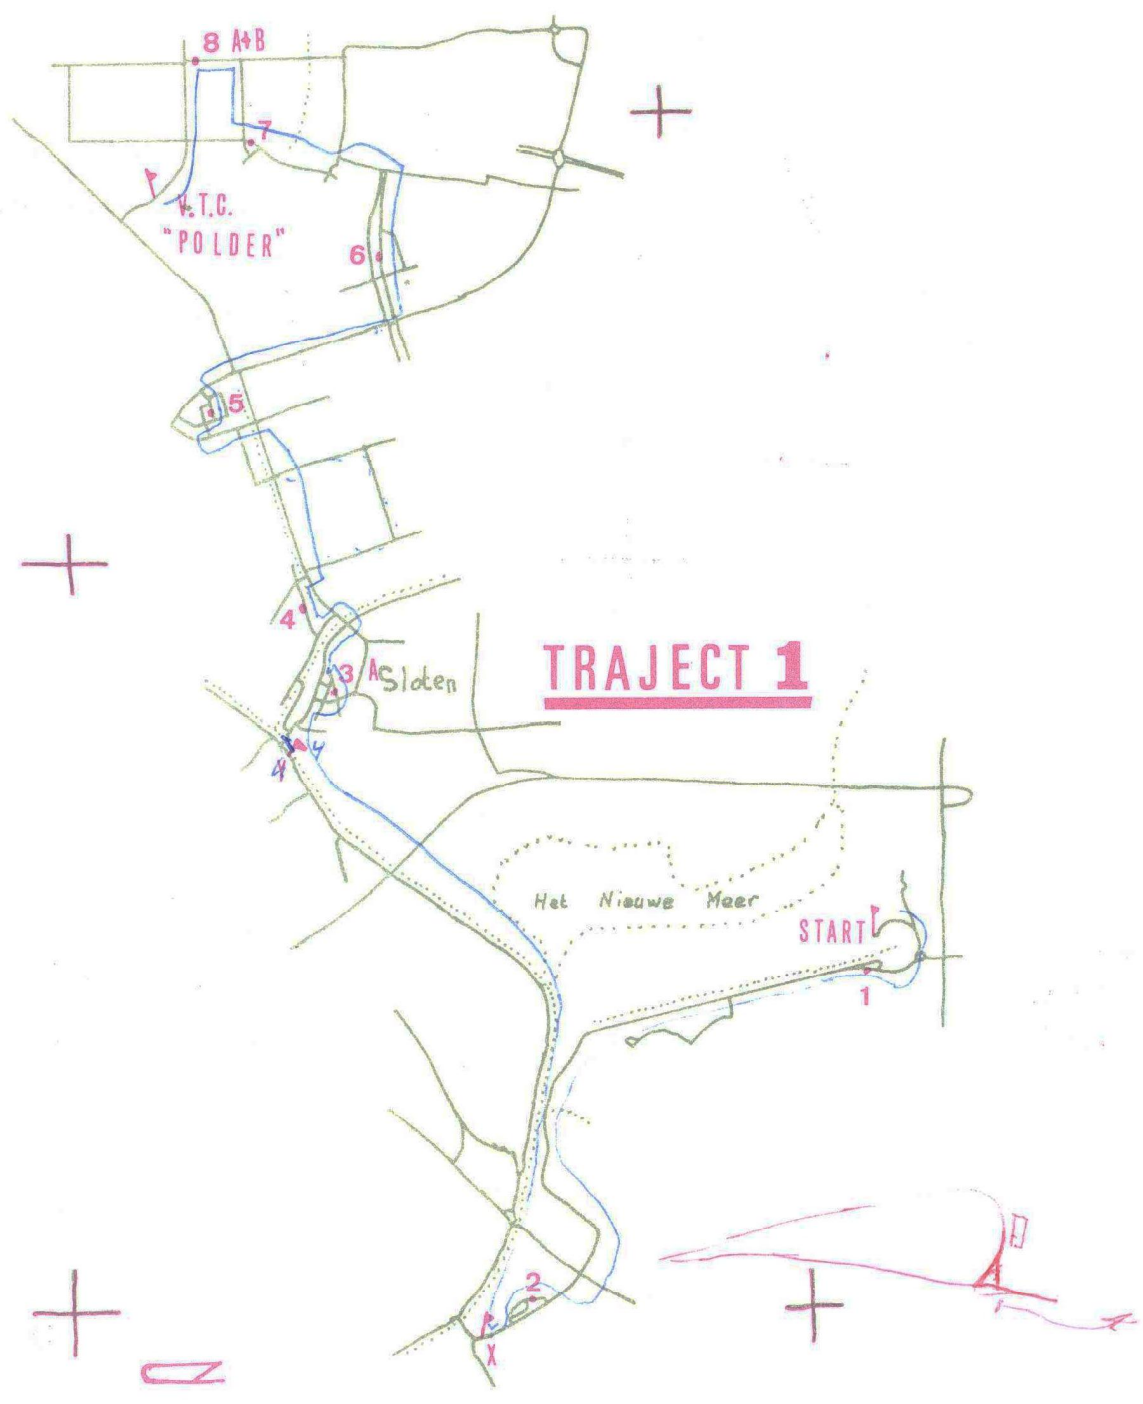 8 A+B
7
V.T.C.
"POLDER"
6
5
4
3 A Sloten
TRAJECT 1
Y
Het Nieuwe Meer
START
1
2
X